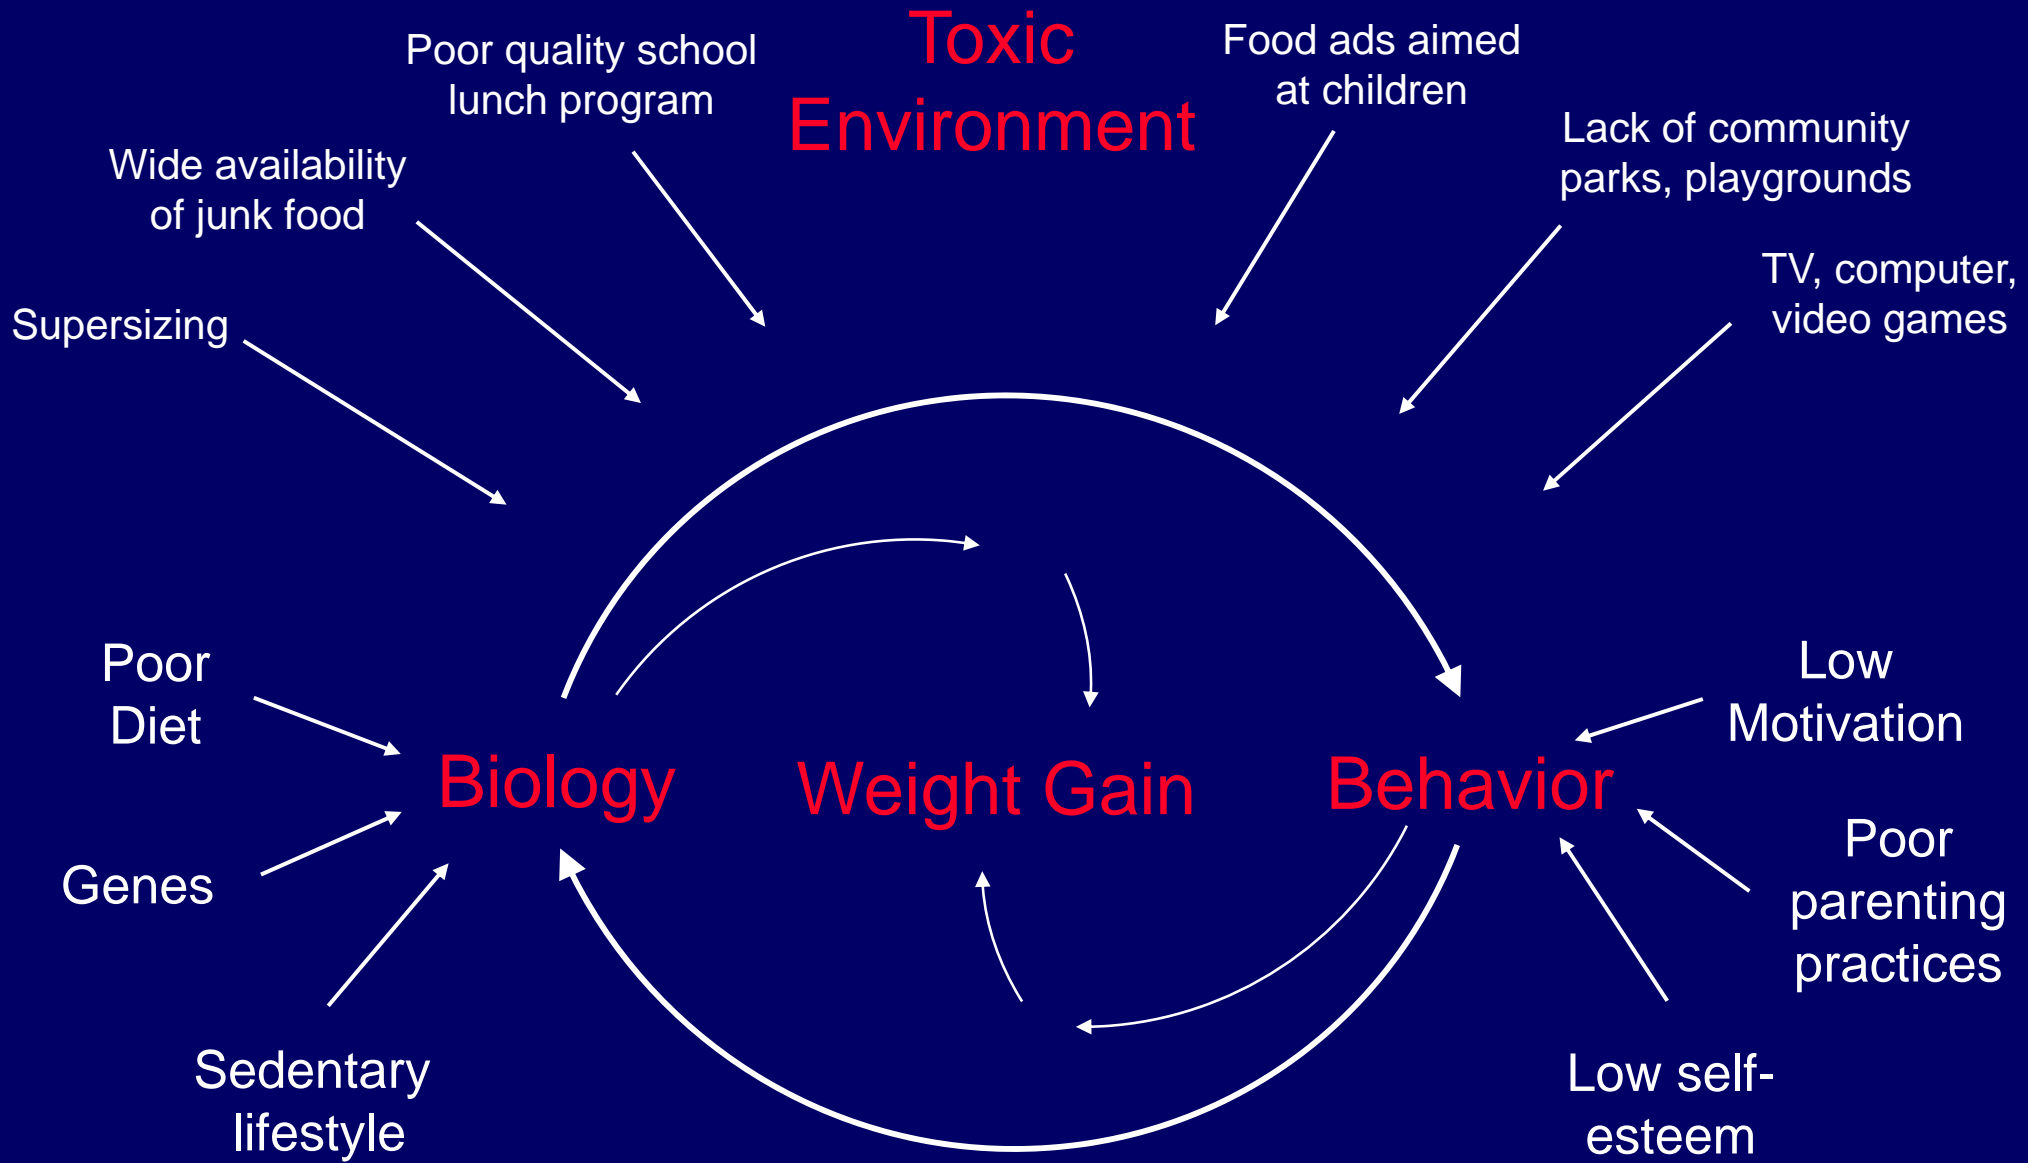 Toxic
Environment
Poor quality school
lunch program
Food ads aimed
at children
Wide availability
of junk food
Lack of community
parks, playgrounds
Supersizing
TV, computer,
video games
Poor
Diet
Low
Motivation
Biology
Weight Gain
Behavior
Genes
Poor
parenting
practices
Sedentary
lifestyle
Low self-
esteem